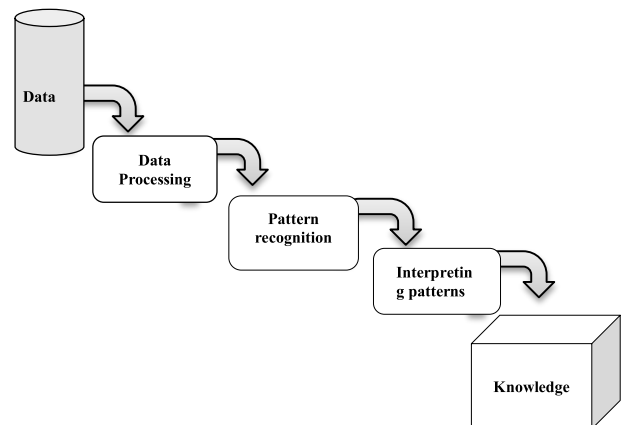 Data
Data
Processing
Pattern
recognition
Interpretin
g patterns
Knowledge